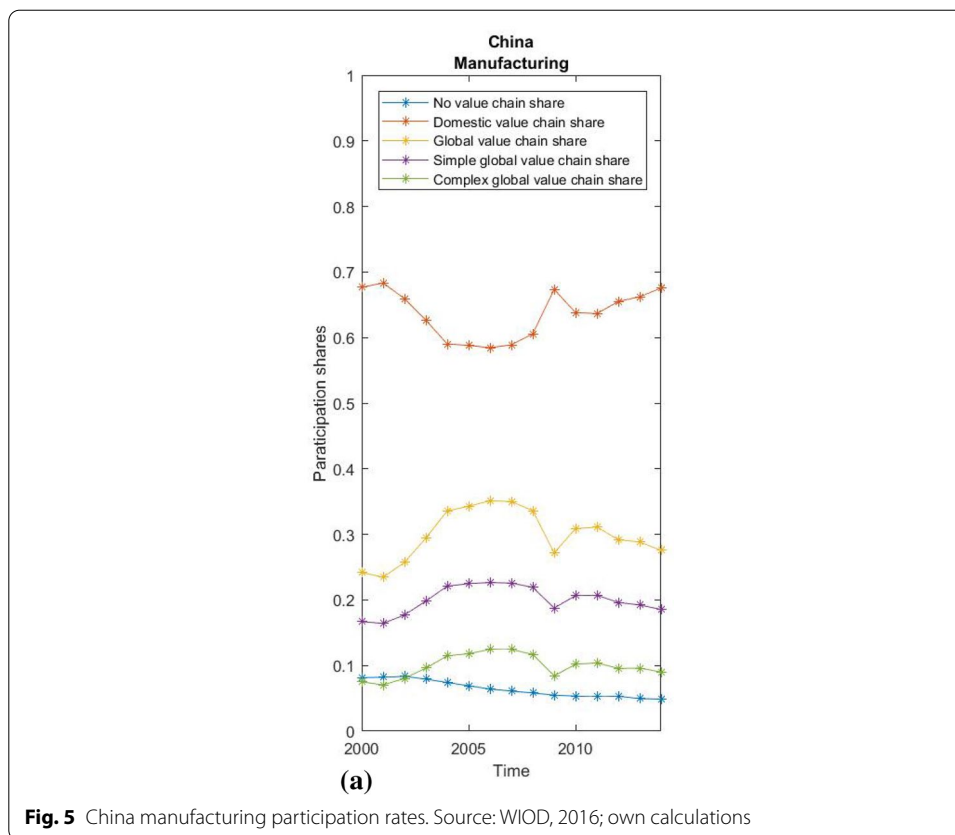 China
Manufacturing
1
No value chain share
Domestic value chain share
Global value chain share
Simple global value chain share
Complex global value chain share
0.9
0.8
0.7
0.6
0.5
0.4
0.3
0.2
0.1
0
Paraticipation shares
2000
2005
2010
Time
(a)
Fig. 5 China manufacturing participation rates. Source: WIOD, 2016; own calculations